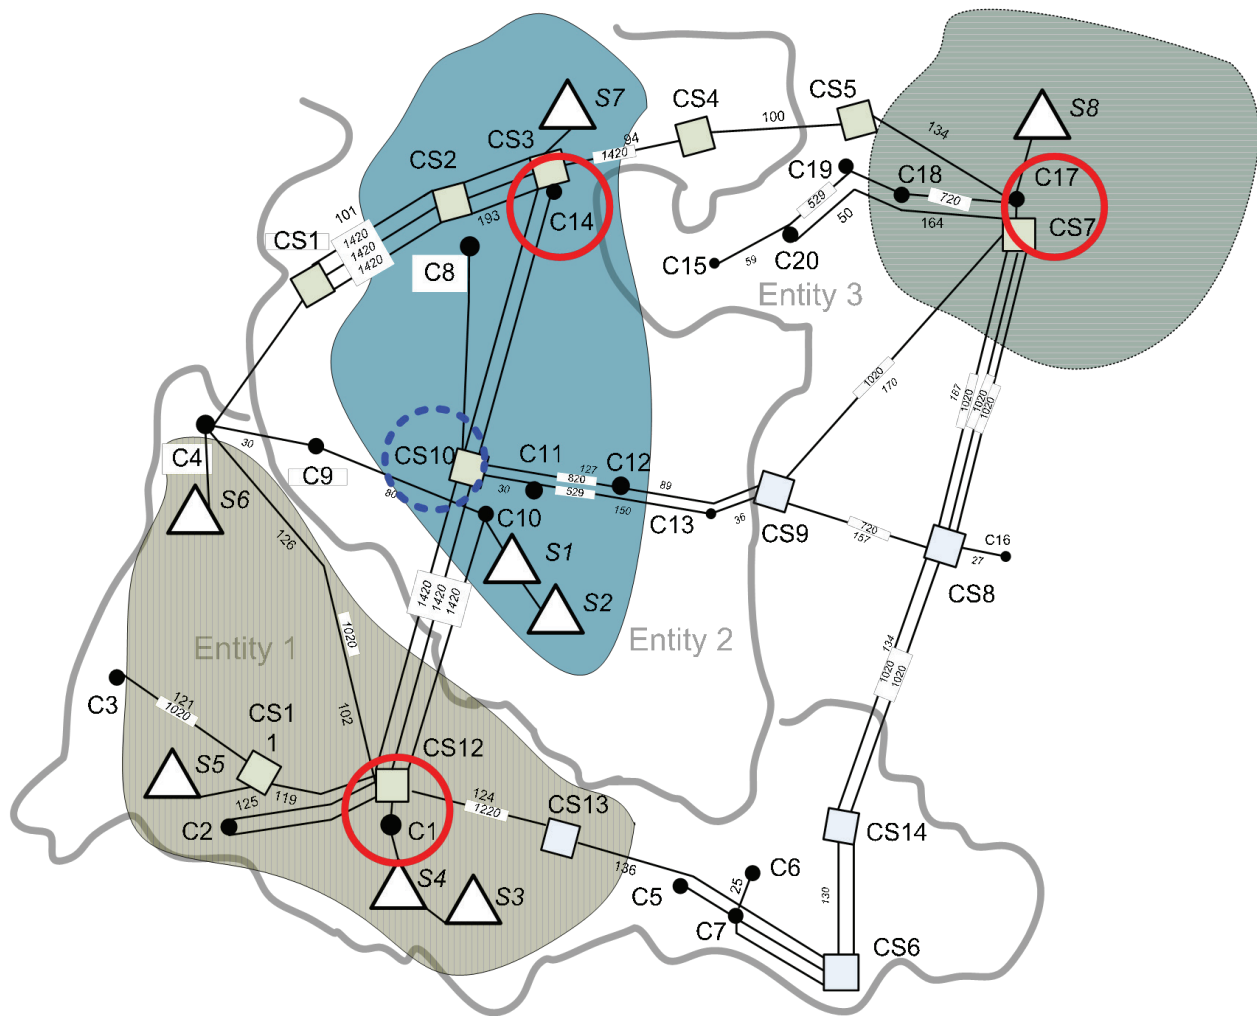 S7
CS4
CS5
S8
94
100
134
1420
CS3
CS2
C19
C18
C17
720
101
193
C14
529
50
164
CS7
CS1
1420
1420
1420
C8
C15
59
C20
Entity 3
1020
170
187
1020
1020
1020
C4
30
C9
CS10
C11
127
C12
820
89
30
529
80
150
C10
C13
36
CS9
720
157
C16
27
CS8
S6
126
S1
S2
1420
1420
1420
Entity 1
Entity 2
1020
134
1020
1020
C3
121
1020
102
CS1
1
CS12
S5
125
119
124
1220
CS13
CS14
C2
C1
136
C6
25
C5
130
S4
S3
C7
CS6